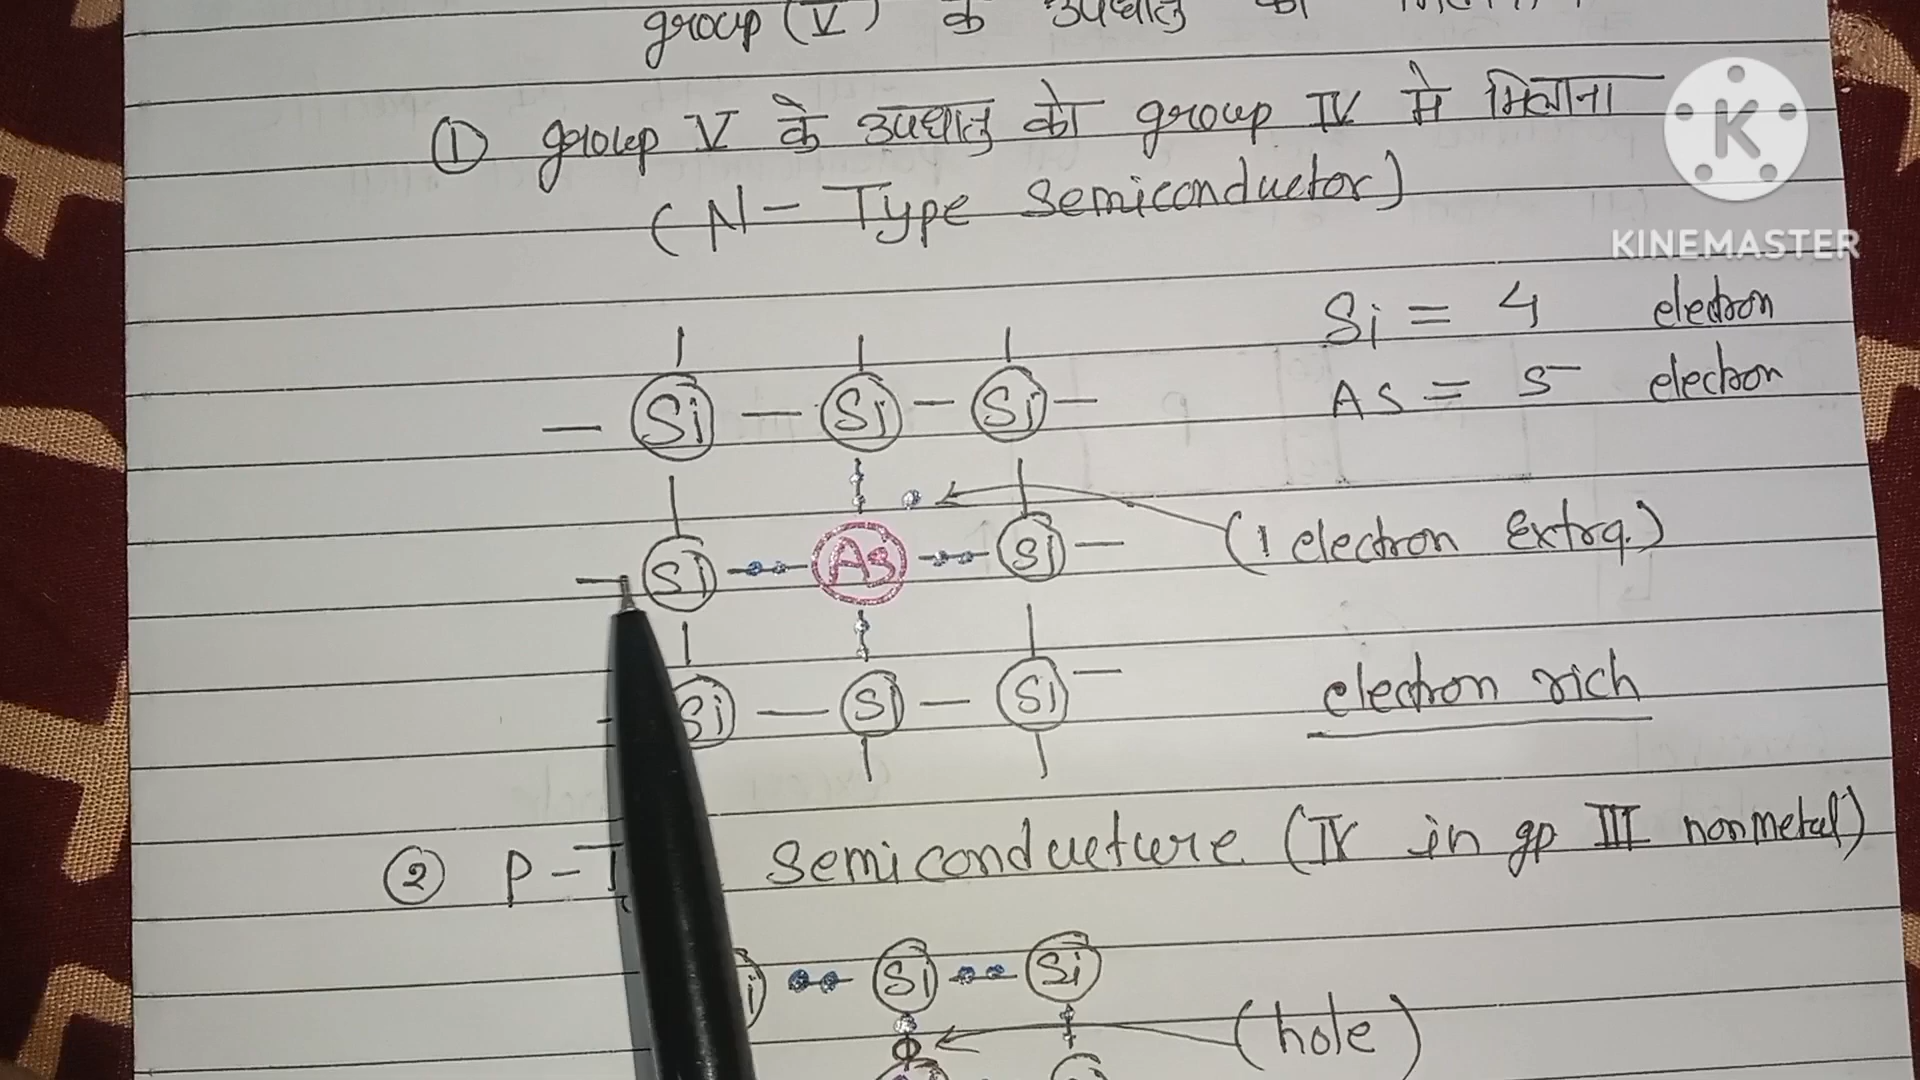 group (V) के उपधातु को
① group V के उपधातु को group IV मे मिलाना
(N - Type semiconductor)
K
KINEMASTER
Si = 4 electron
As = 5 electron
- Si - Si - Si -
- Si - As - Si - (1 electron extra.)
Si - Si - Si -
electron rich
② P - T semiconducture (IV in gp III nonmetal)
i Si Si
(hole)